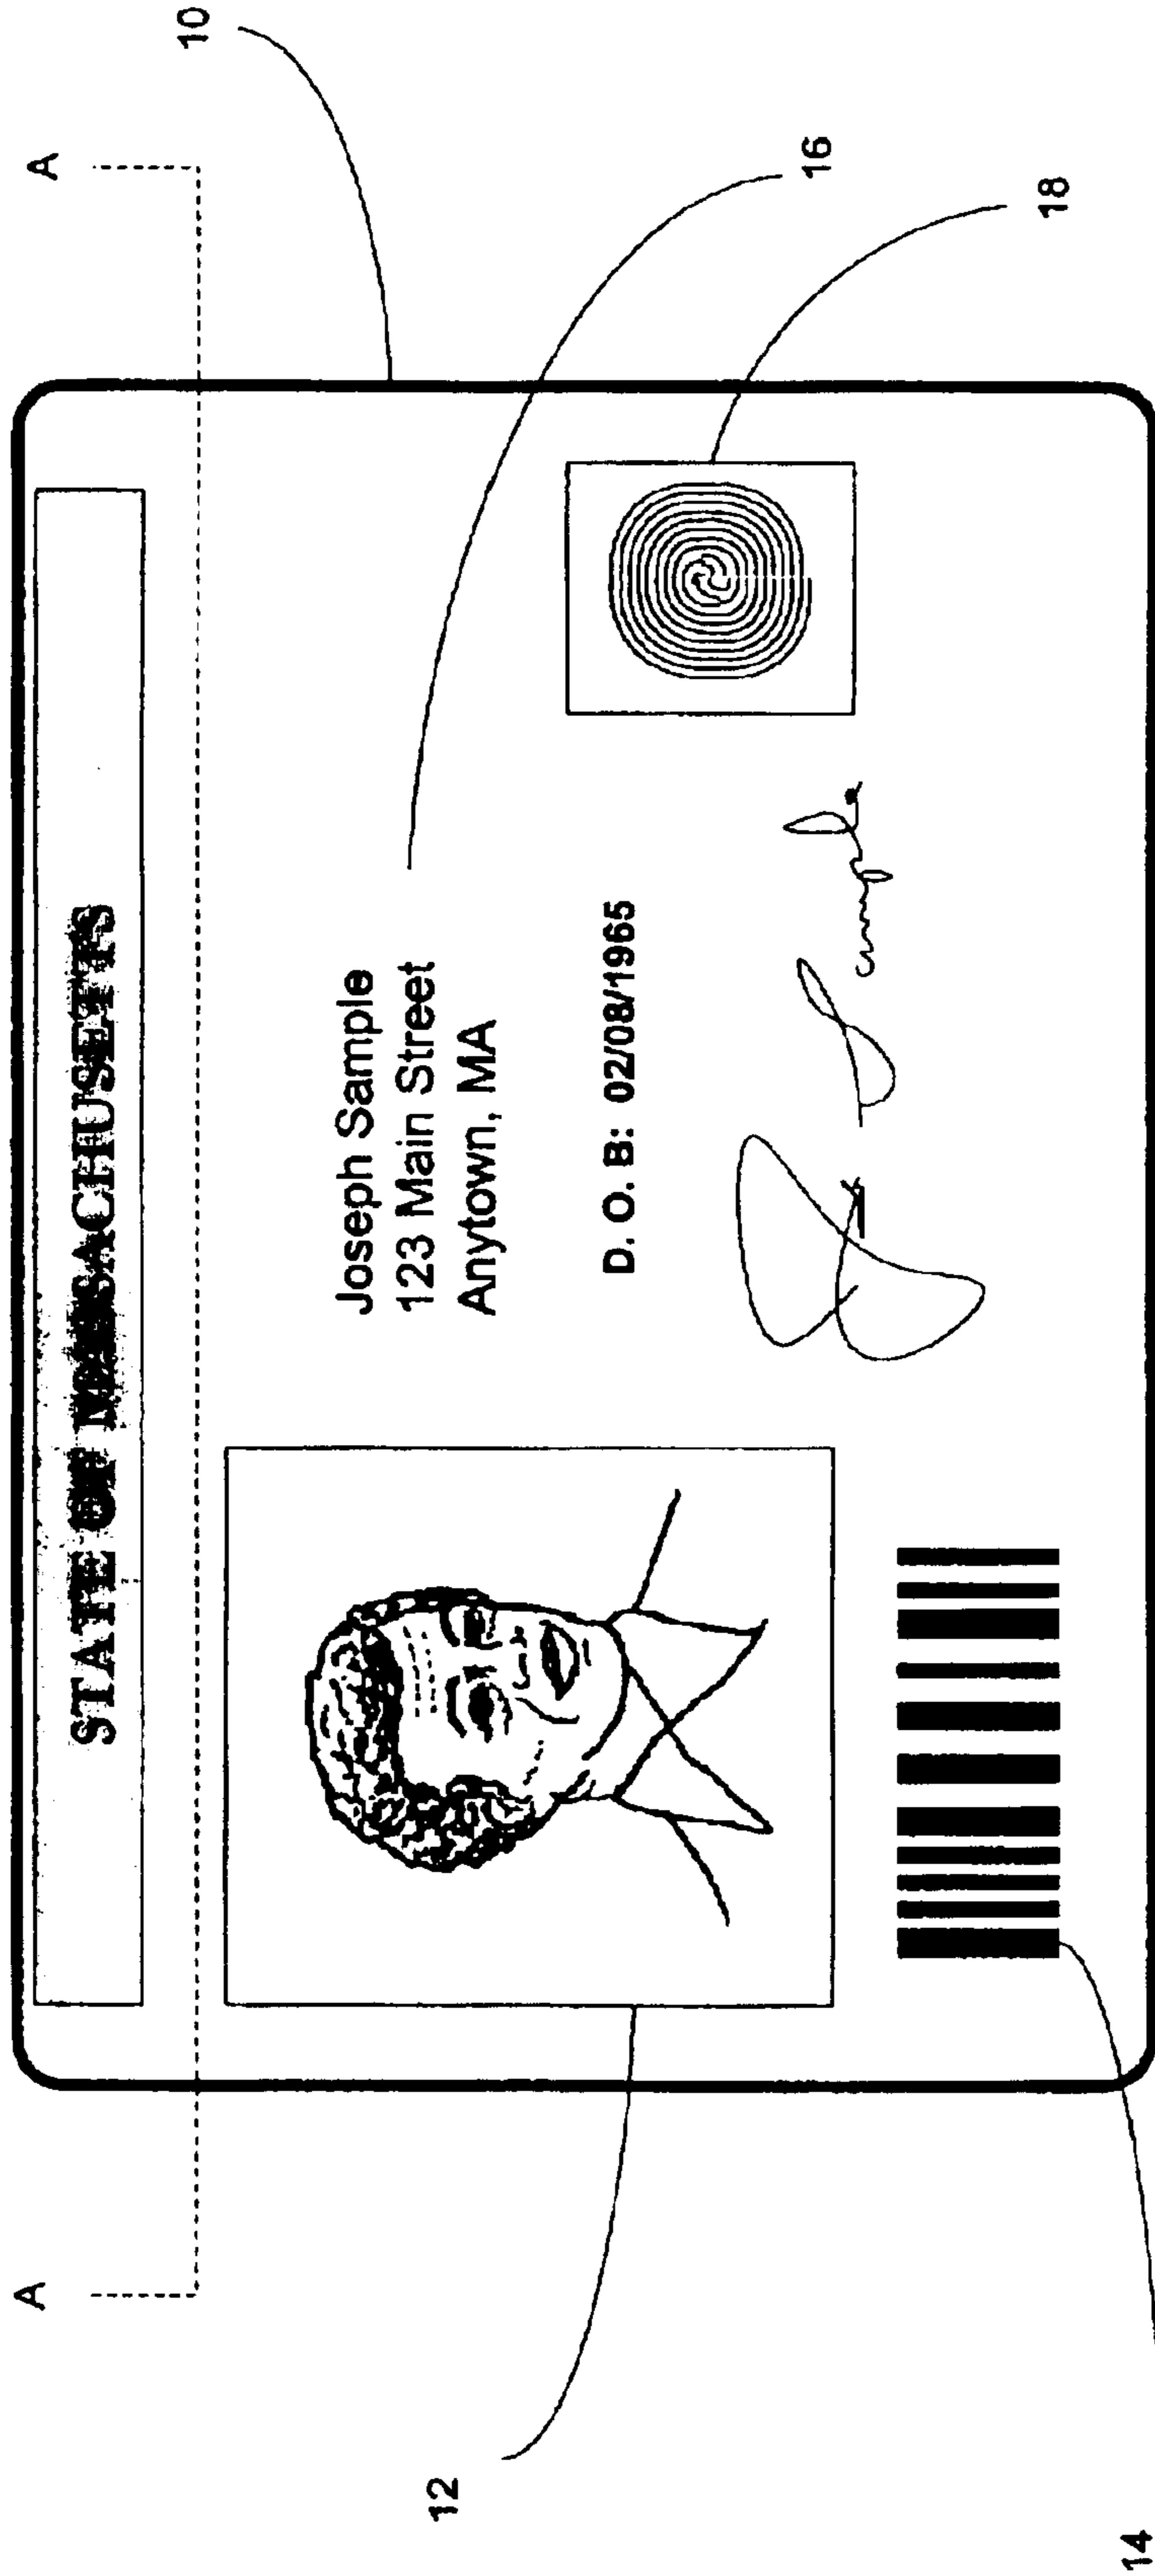 A A
10
STATE OF MASSACHUSETTS
Joseph Sample
123 Main Street
Anytown, MA
D. O. B: 02/08/1965
16
18
12
14